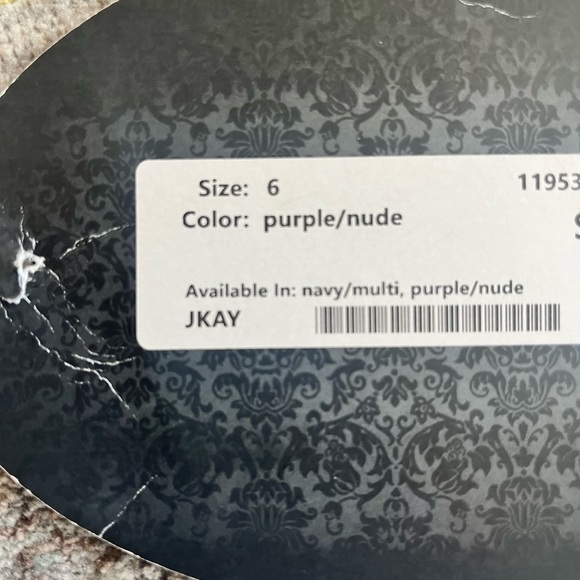 Size: 6
11953
Color: purple/nude
Available In: navy/multi, purple/nude
JKAY